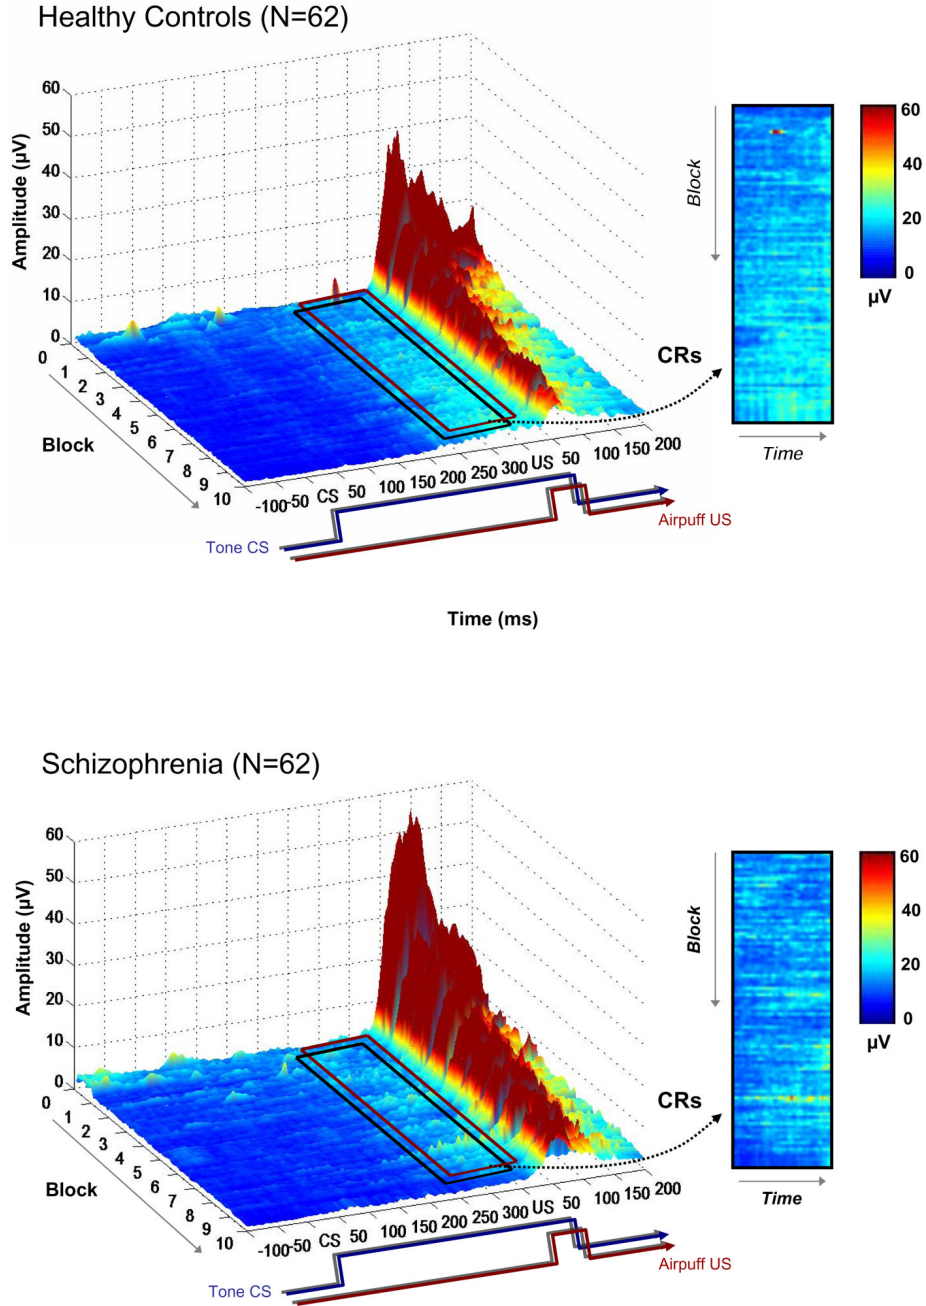 Healthy Controls (N=62)
60
50
40
30
20
10
0
Amplitude (µV)
0
1
2
3
4
5
6
7
8
9
10
Block
-100
-50
CS
50
100
150
200
250
300
US
50
100
150
200
Tone CS
Airpuff US
CRs
Block
Time
60
40
20
0
µV
Time (ms)
Schizophrenia (N=62)
60
50
40
30
20
10
0
Amplitude (µV)
0
1
2
3
4
5
6
7
8
9
10
Block
-100
-50
CS
50
100
150
200
250
300
US
50
100
150
200
Tone CS
Airpuff US
CRs
Block
Time
60
40
20
0
µV